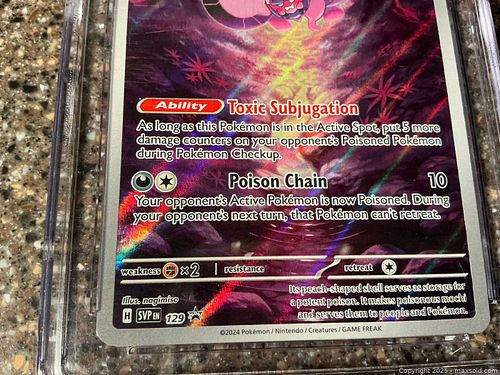 Ability Toxic Subjugation
As long as this Pokémon is in the Active Spot, put 5 more
damage counters on your opponent's Poisoned Pokémon
during Pokémon Checkup.
Poison Chain 10
Your opponent's Active Pokémon is now Poisoned. During
your opponent's next turn, that Pokémon can't retreat.
weakness ×2 resistance retreat
Its peach-shaped shell serves as storage for
a potent poison. It makes poisonous mochi
and serves them to people and Pokémon.
Illus. nagimiso
H SVP EN 129
©2024 Pokémon / Nintendo / Creatures / GAME FREAK
Copyright 2025 - maxsold.com